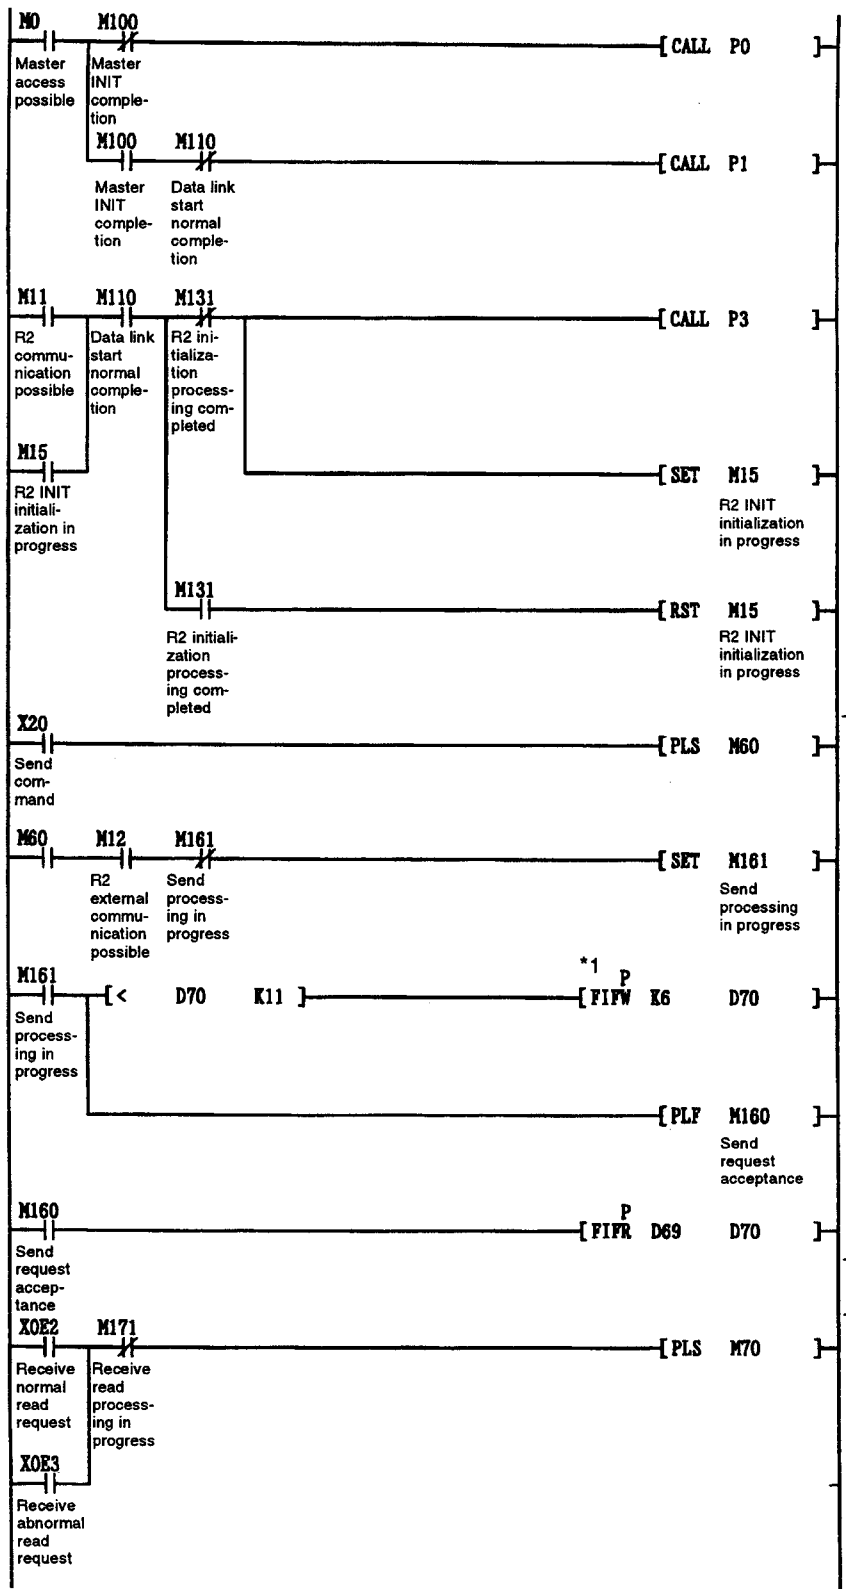 M0 M100
[ CALL P0 ]
Master
access
possible
Master
INIT
comple-
tion
M100 M110
[ CALL P1 ]
Master
INIT
comple-
tion
Data link
start
normal
comple-
tion
M11 M110 M131
[ CALL P3 ]
R2
commu-
nication
possible
Data link
start
normal
comple-
tion
R2 ini-
tializa-
tion
process-
ing com-
pleted
M15
[ SET M15 ]
R2 INIT
initiali-
zation in
progress
R2 INIT
initialization
in progress
M131
[ RST M15 ]
R2 initiali-
zation
process-
ing com-
pleted
R2 INIT
initialization
in progress
X20
[ PLS M60 ]
Send
com-
mand
M60 M12 M161
[ SET M161 ]
R2
external
commu-
nication
possible
Send
process-
ing in
progress
Send
processing
in progress
*1
M161 P
[ < D70 K11 ] [ FIFW K6 D70 ]
Send
process-
ing in
progress
[ PLF M160 ]
Send
request
acceptance
M160 P
[ FIFR D69 D70 ]
Send
request
accep-
tance
X0E2 M171
[ PLS M70 ]
Receive
normal
read
request
Receive
read
process-
ing in
progress
X0E3
Receive
abnormal
read
request